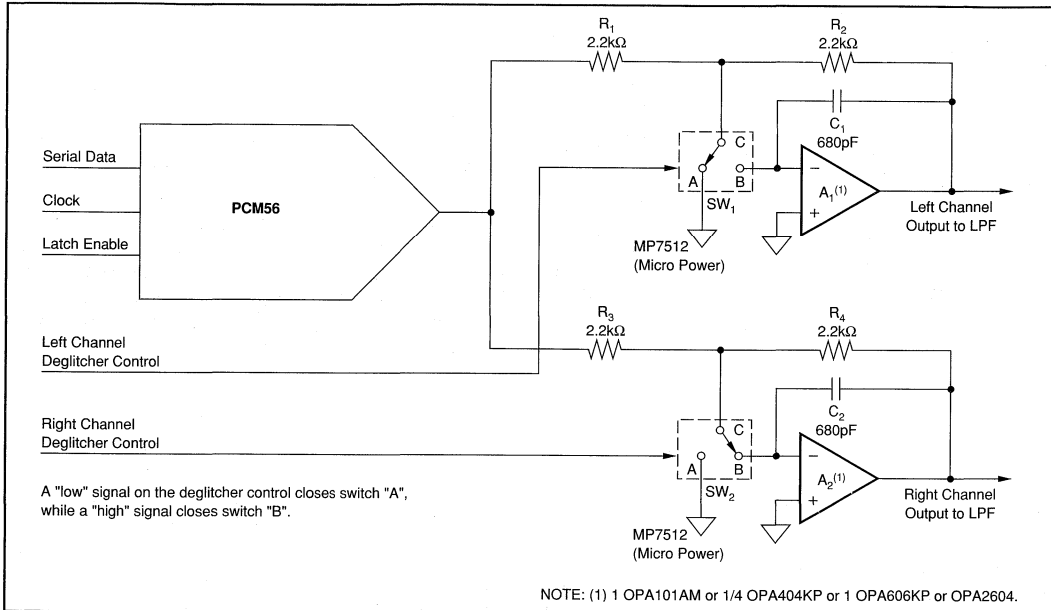 R₁
2.2kΩ
R₂
2.2kΩ
C₁
680pF
Serial Data
Clock
Latch Enable
PCM56
C
A
B
SW₁
MP7512
(Micro Power)
−
+
A₁⁽¹⁾
Left Channel
Output to LPF
Left Channel
Deglitcher Control
R₃
2.2kΩ
R₄
2.2kΩ
C₂
680pF
Right Channel
Deglitcher Control
C
A
B
SW₂
MP7512
(Micro Power)
−
+
A₂⁽¹⁾
Right Channel
Output to LPF
A "low" signal on the deglitcher control closes switch "A",
while a "high" signal closes switch "B".
NOTE: (1) 1 OPA101AM or 1/4 OPA404KP or 1 OPA606KP or OPA2604.